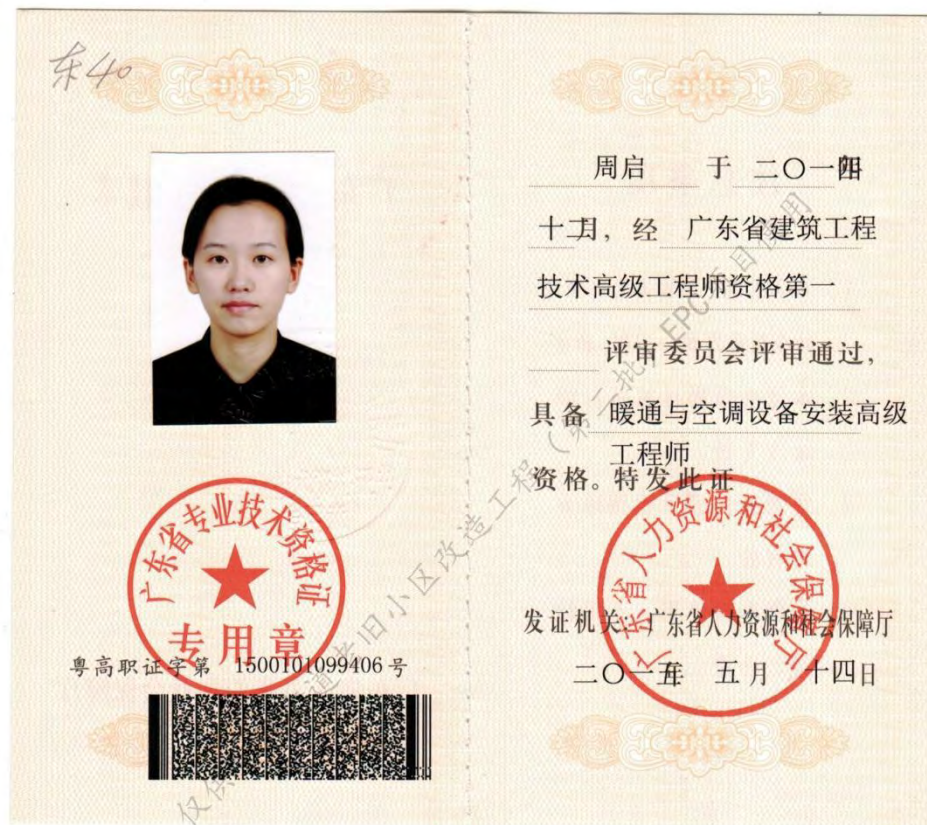 东40
广东省专业技术资格证
专用章
粤高职证字第 1500101099406 号
周启 于 二〇一四年
十二月，经 广东省建筑工程
技术高级工程师资格第一
评审委员会评审通过，
具备 暖通与空调设备安装高级
工程师
资格。特发此证
广东省人力资源和社会保障厅
发证机关 广东省人力资源和社会保障厅
二〇一五年 五月 十四日
仅供 道老旧小区改造工程（第二批）EPC项目使用